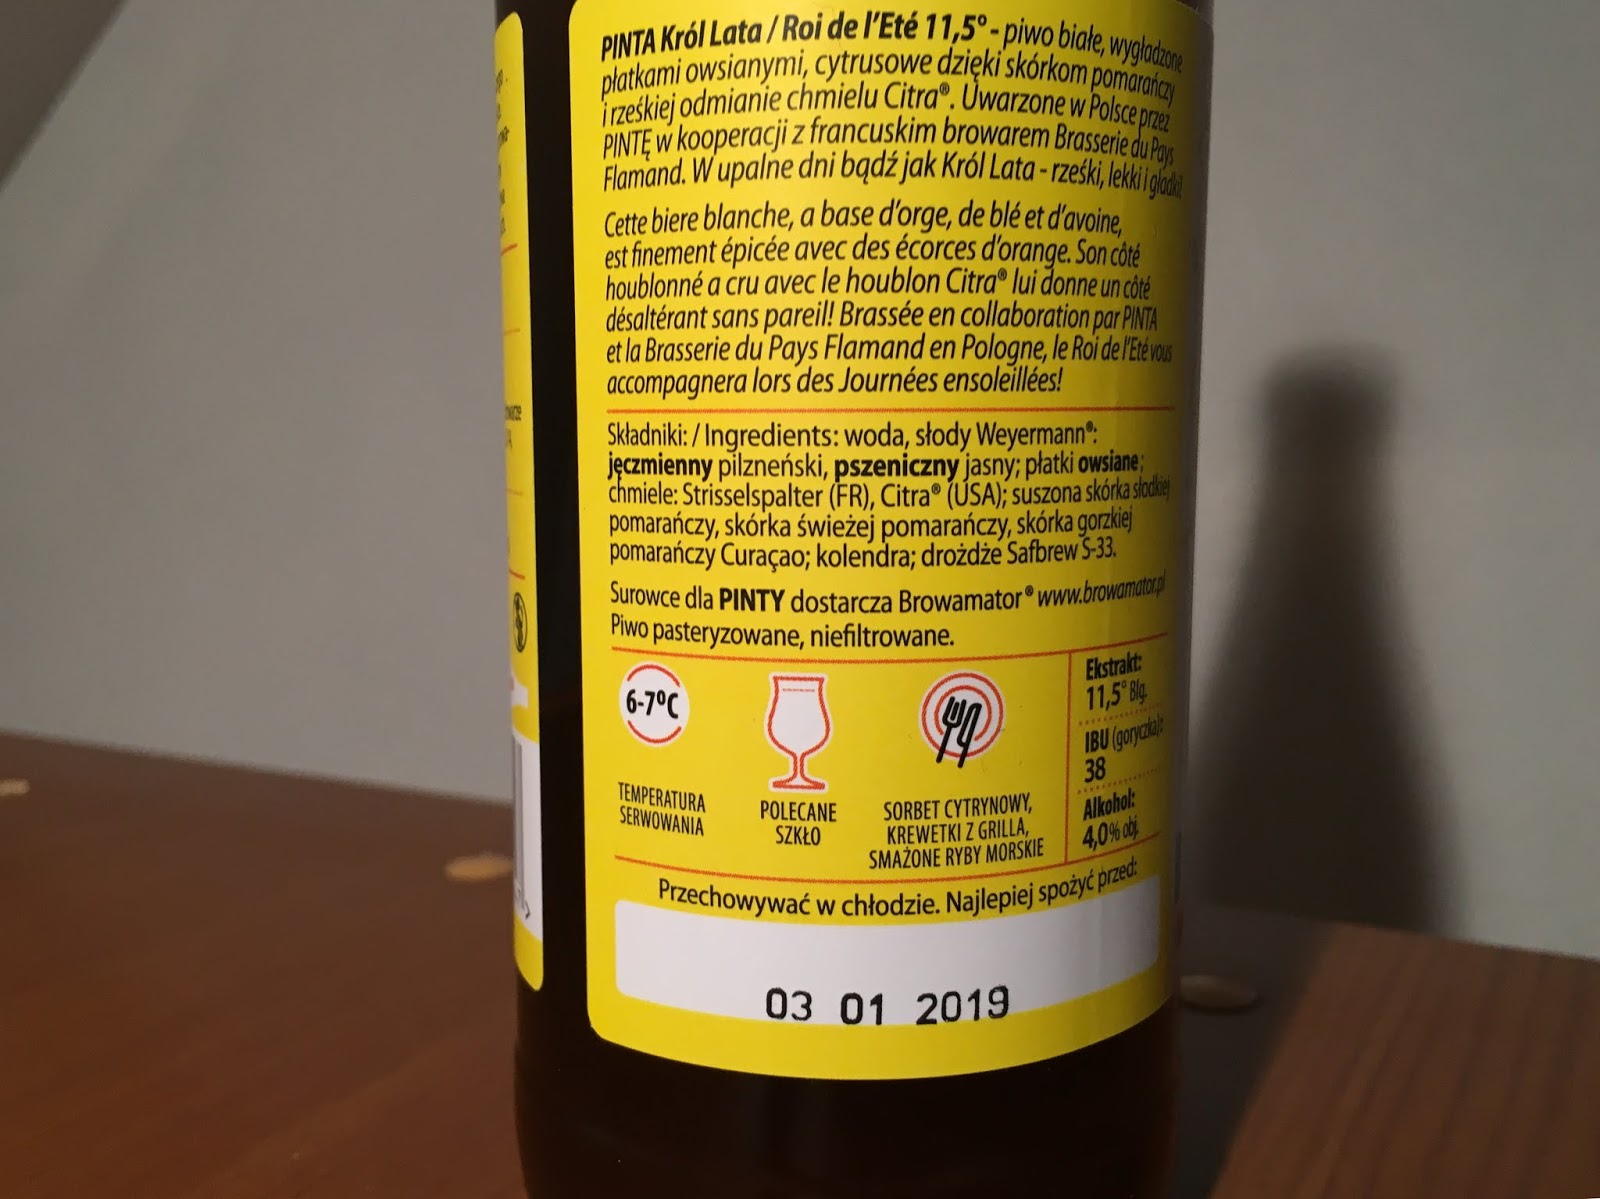 PINTA Król Lata / Roi de l'Eté 11,5° - piwo białe, wygładzone
płatkami owsianymi, cytrusowe dzięki skórkom pomarańczy
i rześkiej odmianie chmielu Citra®. Uwarzone w Polsce przez
PINTĘ w kooperacji z francuskim browarem Brasserie du Pays
Flamand. W upalne dni bądź jak Król Lata - rześki, lekki i gładki!
Cette biere blanche, a base d'orge, de blé et d'avoine,
est finement épicée avec des écorces d'orange. Son côté
houblonné a cru avec le houblon Citra® lui donne un côté
désaltérant sans pareil! Brassée en collaboration par PINTA
et la Brasserie du Pays Flamand en Pologne, le Roi de l'Eté vous
accompagnera lors des Journées ensoleillées!
Składniki: / Ingredients: woda, słody Weyermann®:
jęczmienny pilzneński, pszeniczny jasny; płatki owsiane;
chmiele: Strisselspalter (FR), Citra® (USA); suszona skórka słodkiej
pomarańczy, skórka świeżej pomarańczy, skórka gorzkiej
pomarańczy Curaçao; kolendra; drożdże Safbrew S-33.
Surowce dla PINTY dostarcza Browamator® www.browamator.pl
Piwo pasteryzowane, niefiltrowane.
6-7°C
TEMPERATURA
SERWOWANIA
POLECANE
SZKŁO
SORBET CYTRYNOWY,
KREWETKI Z GRILLA,
SMAŻONE RYBY MORSKIE
Ekstrakt:
11,5° Blg.
IBU (goryczka):
38
Alkohol:
4,0% obj.
Przechowywać w chłodzie. Najlepiej spożyć przed:
03 01 2019